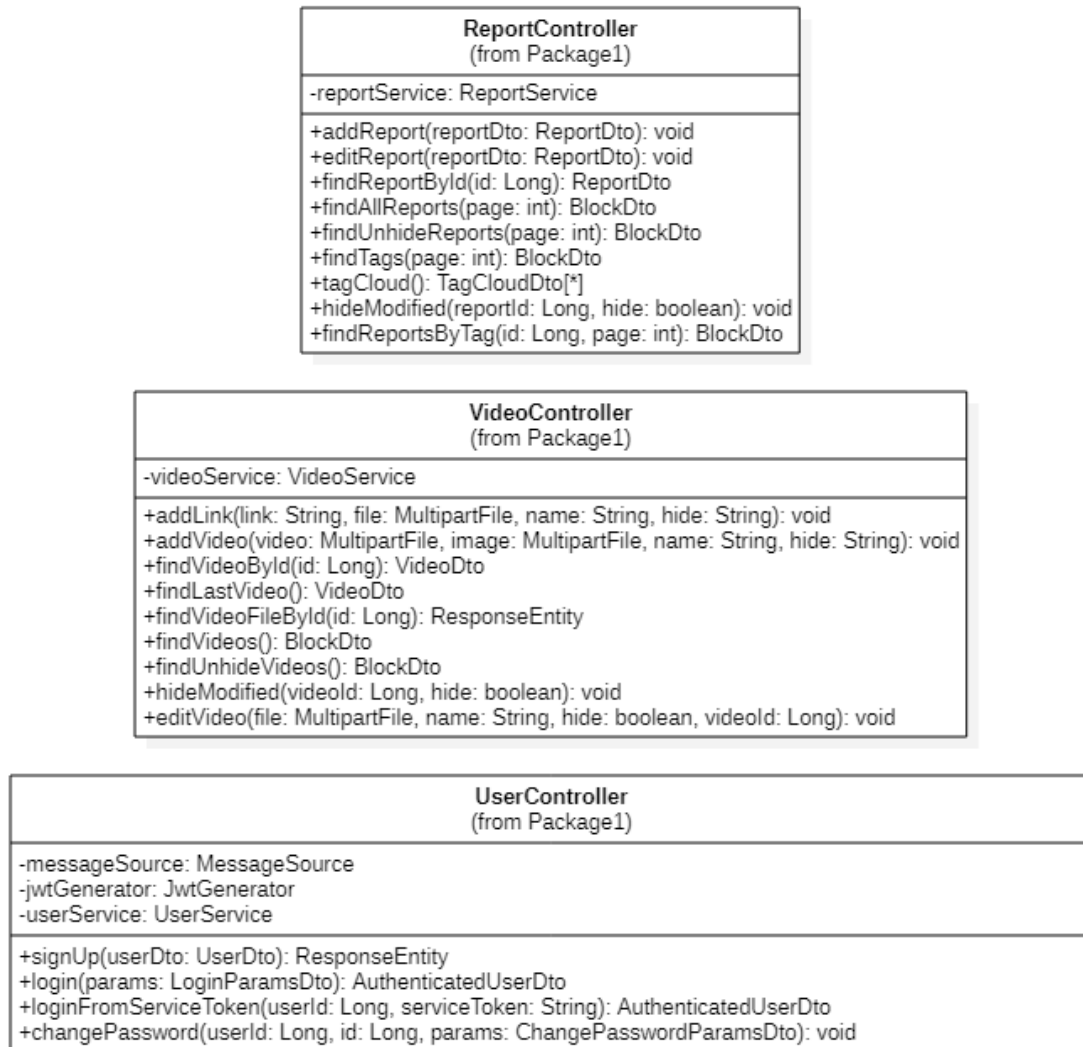 ReportController
(from Package1)
-reportService: ReportService
+addReport(reportDto: ReportDto): void
+editReport(reportDto: ReportDto): void
+findReportById(id: Long): ReportDto
+findAllReports(page: int): BlockDto
+findUnhideReports(page: int): BlockDto
+findTags(page: int): BlockDto
+tagCloud(): TagCloudDto[*]
+hideModified(reportId: Long, hide: boolean): void
+findReportsByTag(id: Long, page: int): BlockDto
VideoController
(from Package1)
-videoService: VideoService
+addLink(link: String, file: MultipartFile, name: String, hide: String): void
+addVideo(video: MultipartFile, image: MultipartFile, name: String, hide: String): void
+findVideoById(id: Long): VideoDto
+findLastVideo(): VideoDto
+findVideoFileById(id: Long): ResponseEntity
+findVideos(): BlockDto
+findUnhideVideos(): BlockDto
+hideModified(videoId: Long, hide: boolean): void
+editVideo(file: MultipartFile, name: String, hide: boolean, videoId: Long): void
UserController
(from Package1)
-messageSource: MessageSource
-jwtGenerator: JwtGenerator
-userService: UserService
+signUp(userDto: UserDto): ResponseEntity
+login(params: LoginParamsDto): AuthenticatedUserDto
+loginFromServiceToken(userId: Long, serviceToken: String): AuthenticatedUserDto
+changePassword(userId: Long, id: Long, params: ChangePasswordParamsDto): void